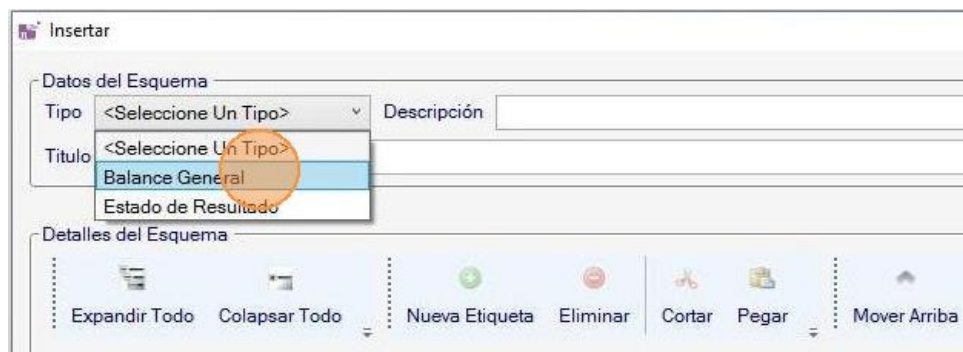 Insertar
Datos del Esquema
Tipo <Seleccione Un Tipo> Descripción
<Seleccione Un Tipo>
Titulo
Balance General
Estado de Resultado
Detalles del Esquema
Expandir Todo Colapsar Todo Nueva Etiqueta Eliminar Cortar Pegar Mover Arriba